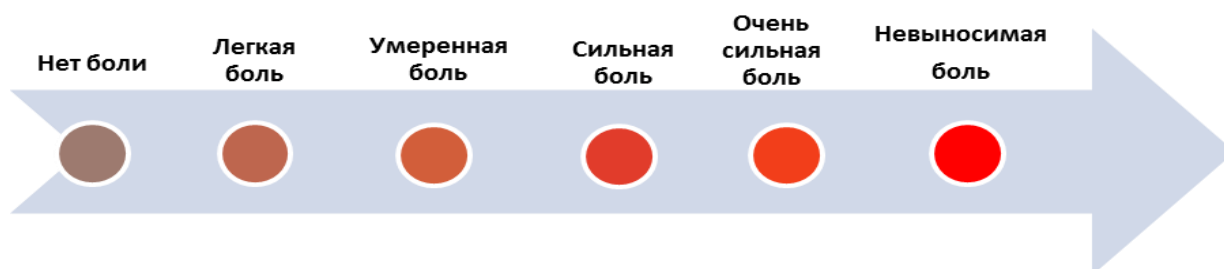 Нет боли
Легкая
боль
Умеренная
боль
Сильная
боль
Очень
сильная
боль
Невыносимая
боль